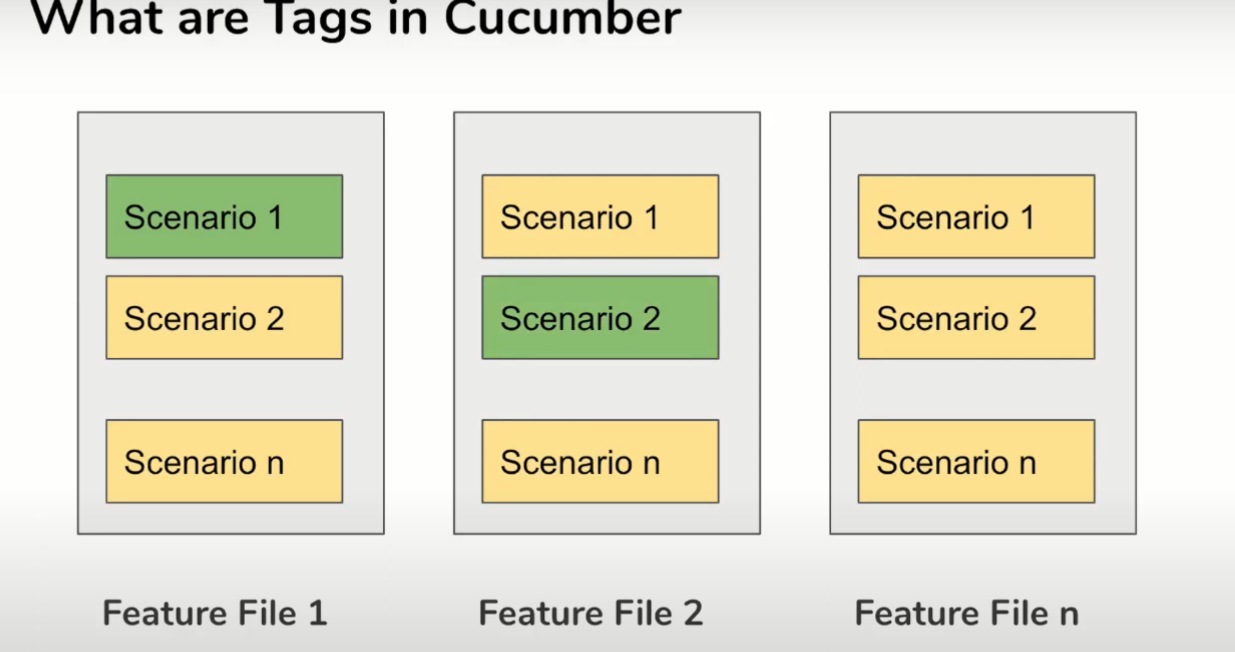 What are Tags in Cucumber
Scenario 1
Scenario 2
Scenario n
Feature File 1
Scenario 1
Scenario 2
Scenario n
Feature File 2
Scenario 1
Scenario 2
Scenario n
Feature File n